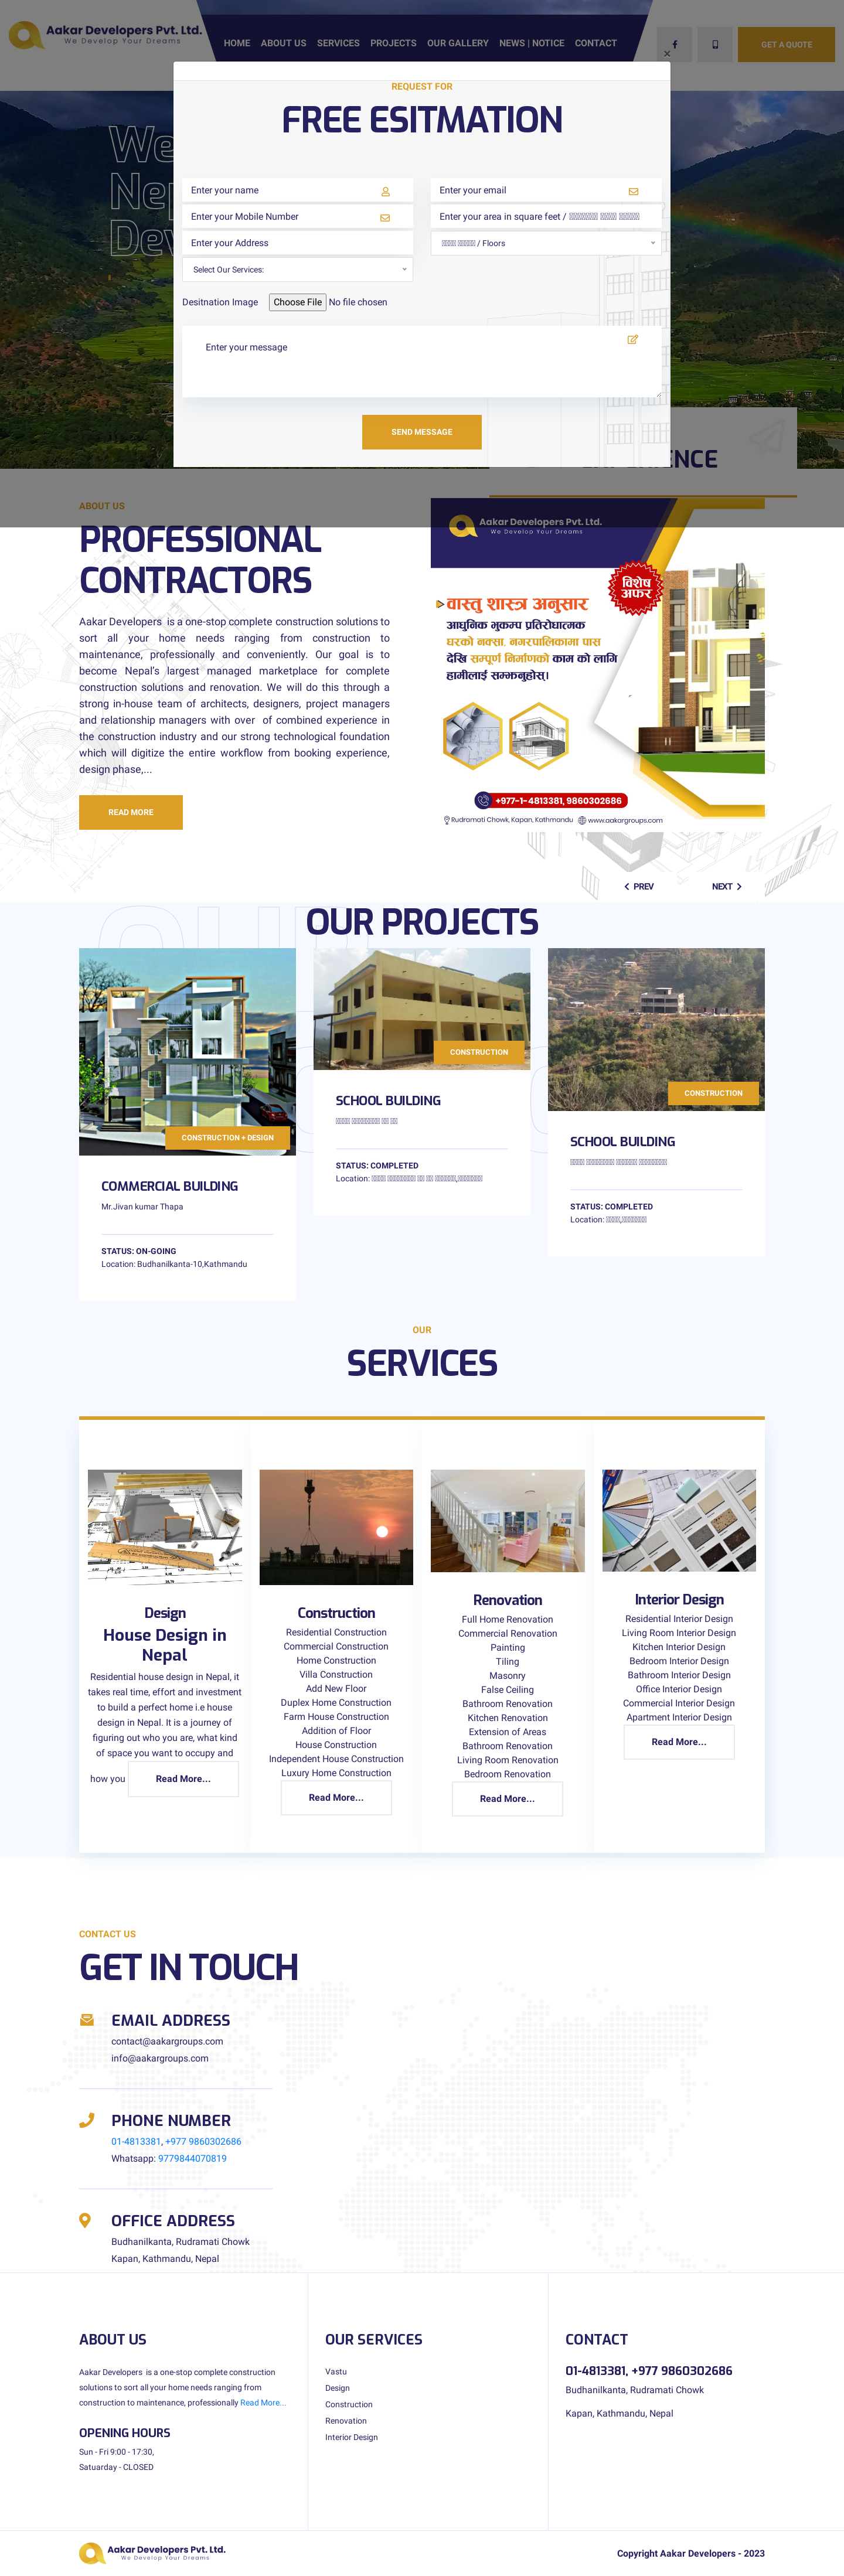 Aakar Developers Pvt. Ltd.
We Develop Your Dreams
HOME
ABOUT US
SERVICES
PROJECTS
OUR GALLERY
NEWS | NOTICE
CONTACT
GET A QUOTE
×
REQUEST FOR
FREE ESITMATION
Enter your name
Enter your email
Enter your Mobile Number
Enter your area in square feet /
Enter your Address
/ Floors
Select Our Services:
Desitnation Image
Choose File No file chosen
Enter your message
SEND MESSAGE
ABOUT US
PROFESSIONAL
CONTRACTORS
Aakar Developers is a one-stop complete construction solutions to
sort all your home needs ranging from construction to
maintenance, professionally and conveniently. Our goal is to
become Nepal's largest managed marketplace for complete
construction solutions and renovation. We will do this through a
strong in-house team of architects, designers, project managers
and relationship managers with over of combined experience in
the construction industry and our strong technological foundation
which will digitize the entire workflow from booking experience,
design phase,...
READ MORE
Aakar Developers Pvt. Ltd.
We Develop Your Dreams
विशेष
अफर
वास्तु शास्त्र अनुसार
आधुनिक भुकम्प प्रतिरोधात्मक
घरको नक्सा, नगरपालिकामा पास
देखि सम्पूर्ण निर्माणको काम को लागि
हामीलाई सम्झनुहोस्।
+977-1-4813381, 9860302686
Rudramati Chowk, Kapan, Kathmandu
www.aakargroups.com
PREV
NEXT
OUR PROJECTS
CONSTRUCTION + DESIGN
COMMERCIAL BUILDING
Mr.Jivan kumar Thapa
STATUS: ON-GOING
Location: Budhanilkanta-10,Kathmandu
CONSTRUCTION
SCHOOL BUILDING
STATUS: COMPLETED
Location:
CONSTRUCTION
SCHOOL BUILDING
STATUS: COMPLETED
Location:
OUR
SERVICES
Design
House Design in
Nepal
Residential house design in Nepal, it
takes real time, effort and investment
to build a perfect home i.e house
design in Nepal. It is a journey of
figuring out who you are, what kind
of space you want to occupy and
how you Read More...
Construction
Residential Construction
Commercial Construction
Home Construction
Villa Construction
Add New Floor
Duplex Home Construction
Farm House Construction
Addition of Floor
House Construction
Independent House Construction
Luxury Home Construction
Read More...
Renovation
Full Home Renovation
Commercial Renovation
Painting
Tiling
Masonry
False Ceiling
Bathroom Renovation
Kitchen Renovation
Extension of Areas
Bathroom Renovation
Living Room Renovation
Bedroom Renovation
Read More...
Interior Design
Residential Interior Design
Living Room Interior Design
Kitchen Interior Design
Bedroom Interior Design
Bathroom Interior Design
Office Interior Design
Commercial Interior Design
Apartment Interior Design
Read More...
CONTACT US
GET IN TOUCH
EMAIL ADDRESS
contact@aakargroups.com
info@aakargroups.com
PHONE NUMBER
01-4813381, +977 9860302686
Whatsapp: 9779844070819
OFFICE ADDRESS
Budhanilkanta, Rudramati Chowk
Kapan, Kathmandu, Nepal
ABOUT US
Aakar Developers is a one-stop complete construction
solutions to sort all your home needs ranging from
construction to maintenance, professionally Read More...
OPENING HOURS
Sun - Fri 9:00 - 17:30,
Satuarday - CLOSED
OUR SERVICES
Vastu
Design
Construction
Renovation
Interior Design
CONTACT
01-4813381, +977 9860302686
Budhanilkanta, Rudramati Chowk
Kapan, Kathmandu, Nepal
Aakar Developers Pvt. Ltd.
We Develop Your Dreams
Copyright Aakar Developers - 2023